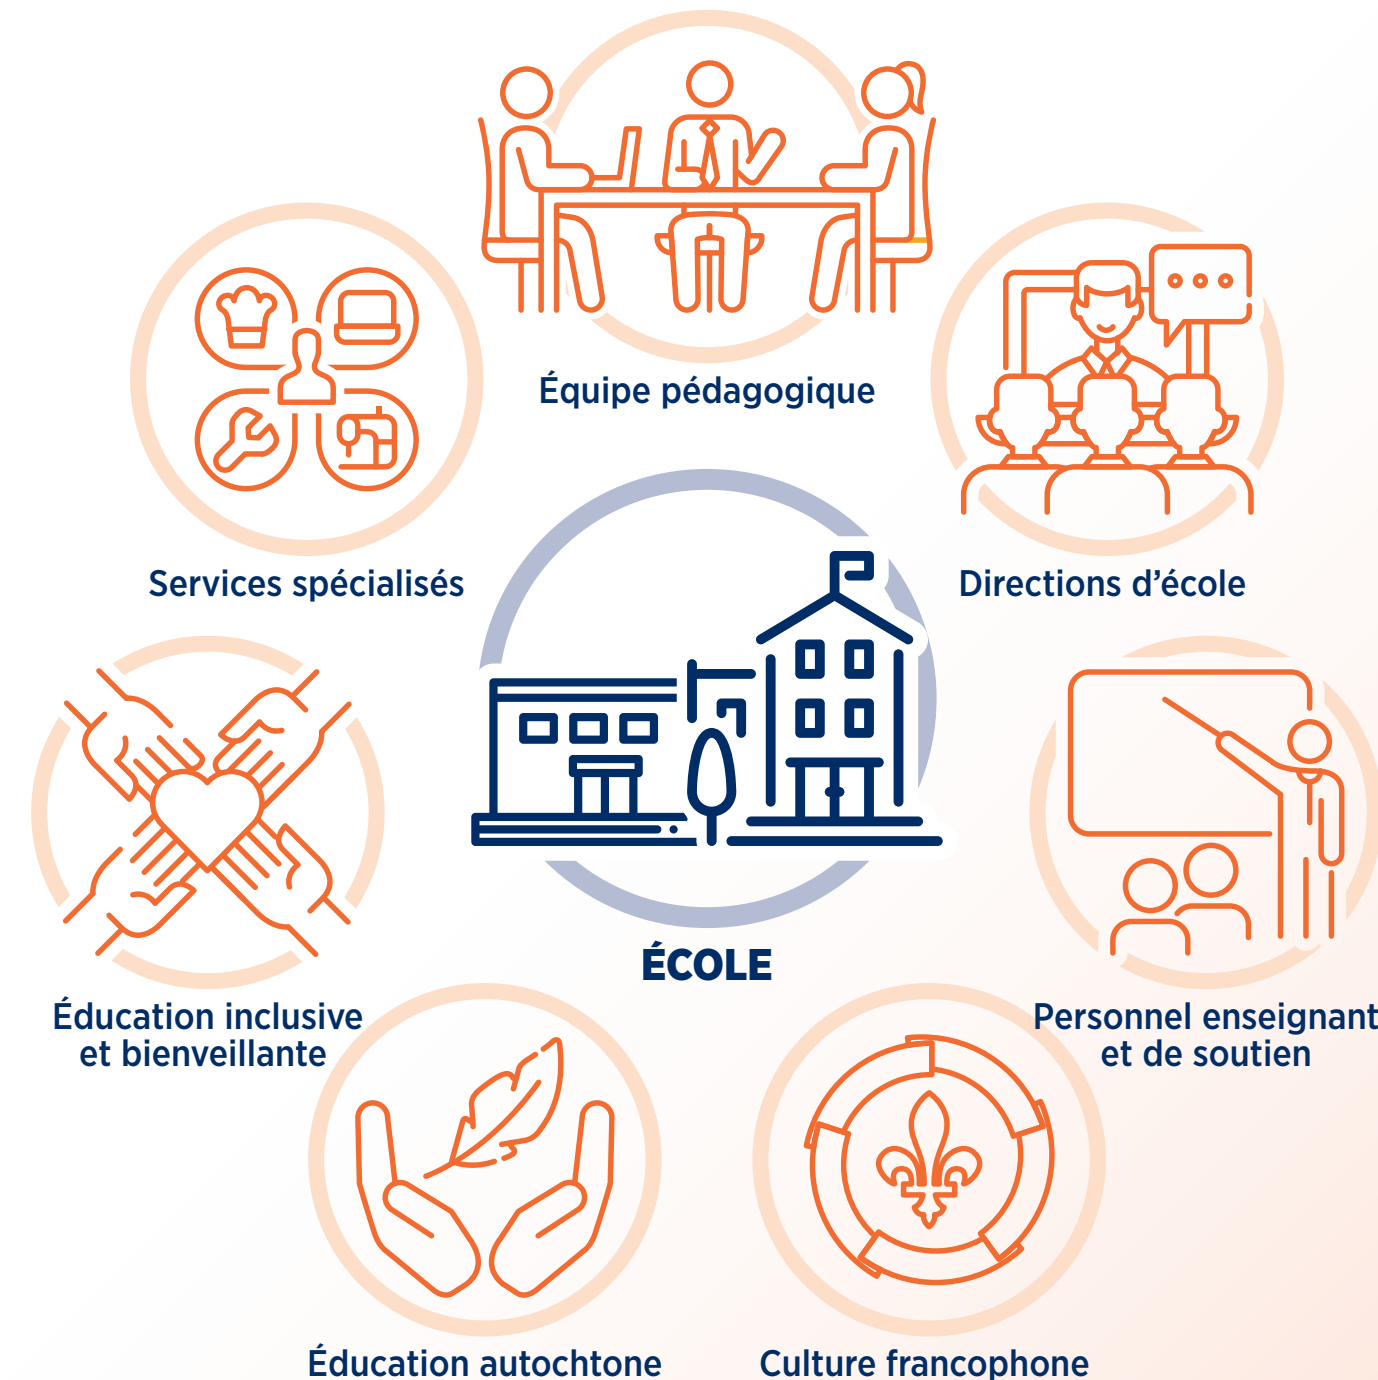 Équipe pédagogique
Services spécialisés
Directions d’école
ÉCOLE
Éducation inclusive
et bienveillante
Personnel enseignant
et de soutien
Éducation autochtone
Culture francophone